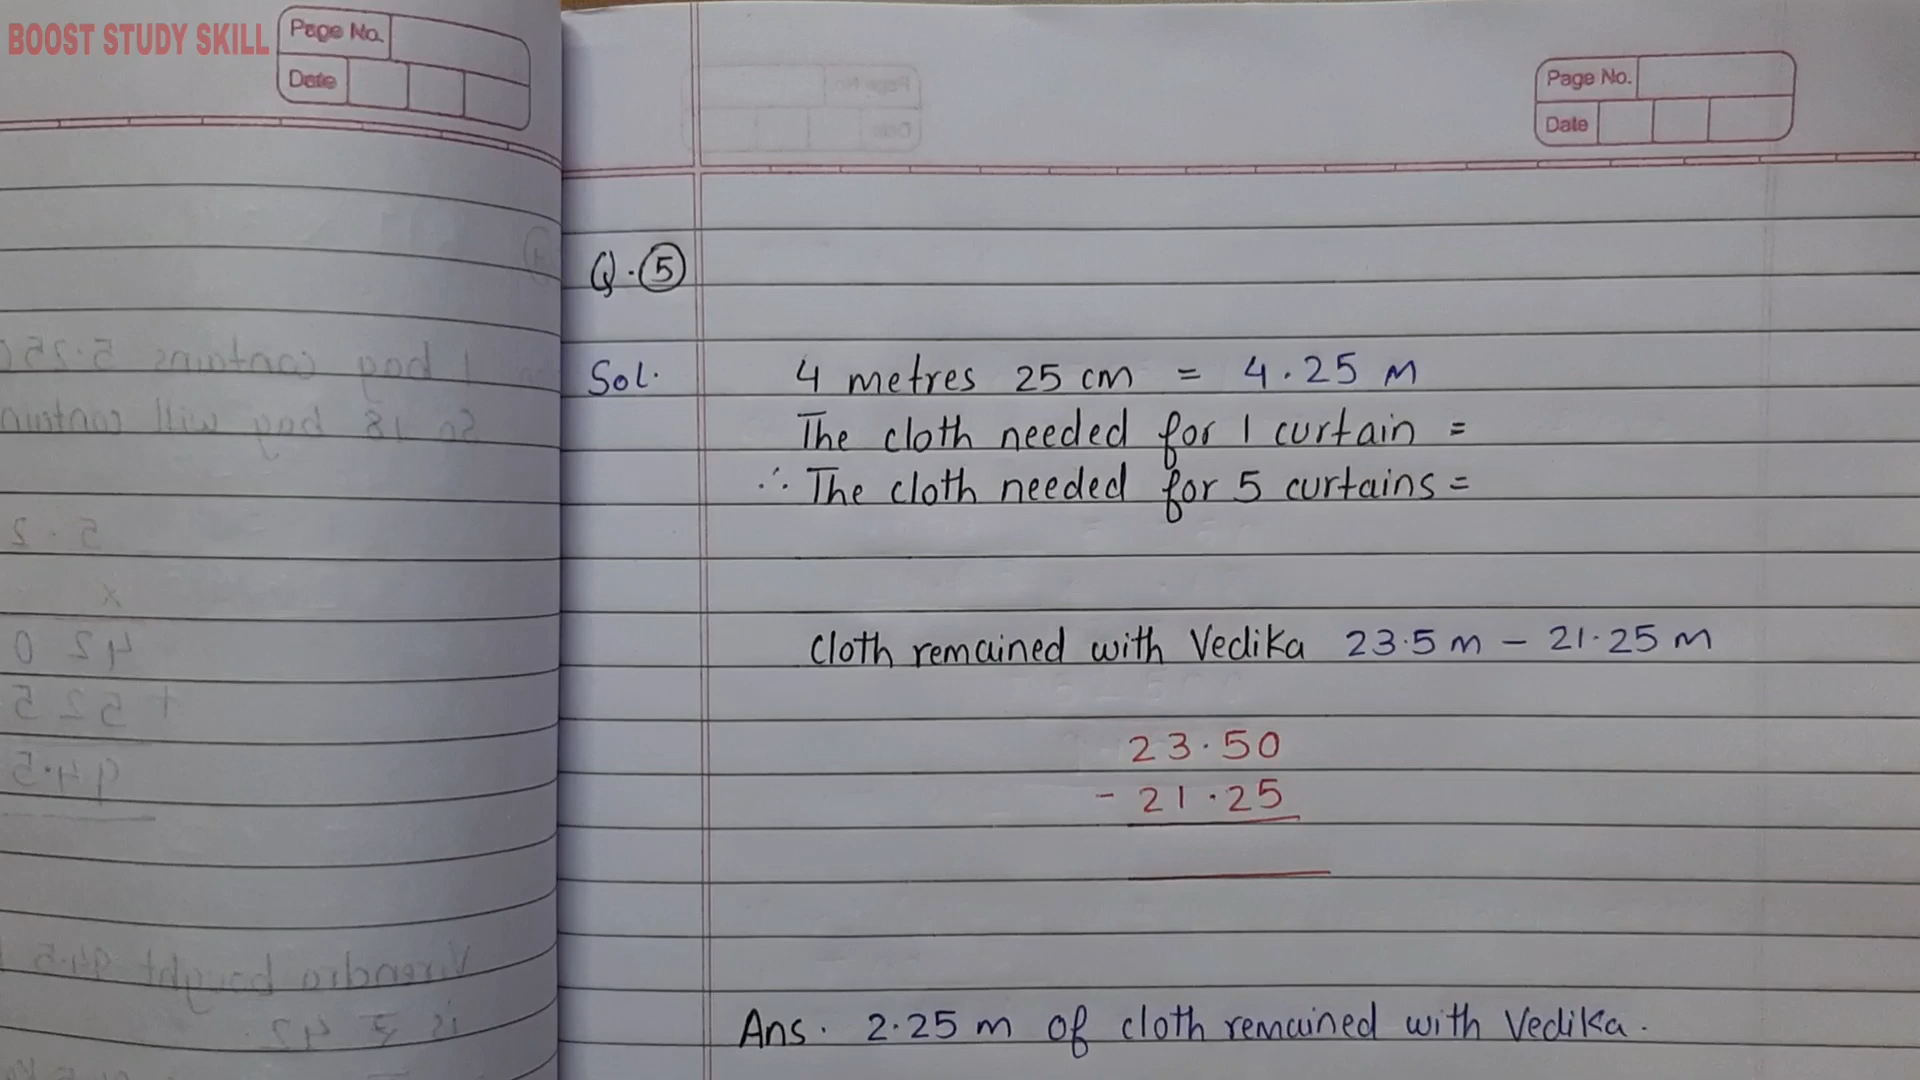 BOOST STUDY SKILL
Page No.
Date
Page No.
Date
Q.5
Sol. 4 metres 25 cm = 4.25 m
The cloth needed for 1 curtain =
∴ The cloth needed for 5 curtains =
Cloth remained with Vedika 23.5 m - 21.25 m
23.50
- 21.25
Ans. 2.25 m of cloth remained with Vedika.